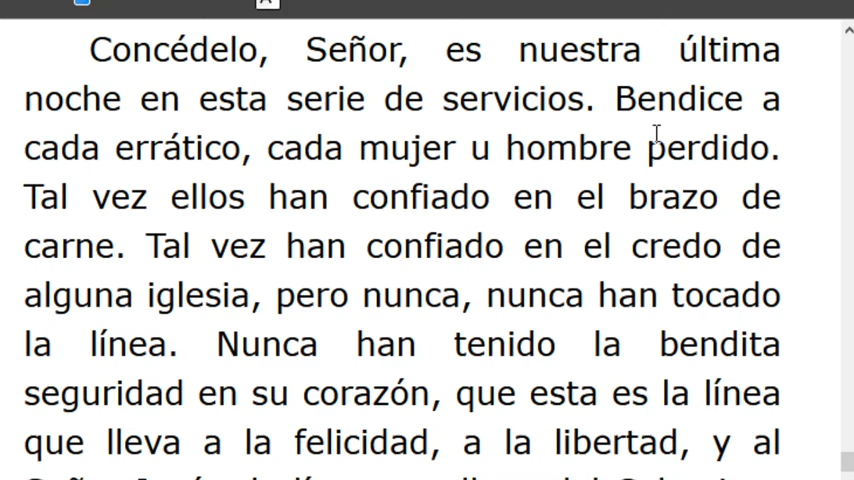 Concédelo, Señor, es nuestra última
noche en esta serie de servicios. Bendice a
cada errático, cada mujer u hombre perdido.
Tal vez ellos han confiado en el brazo de
carne. Tal vez han confiado en el credo de
alguna iglesia, pero nunca, nunca han tocado
la línea. Nunca han tenido la bendita
seguridad en su corazón, que esta es la línea
que lleva a la felicidad, a la libertad, y al